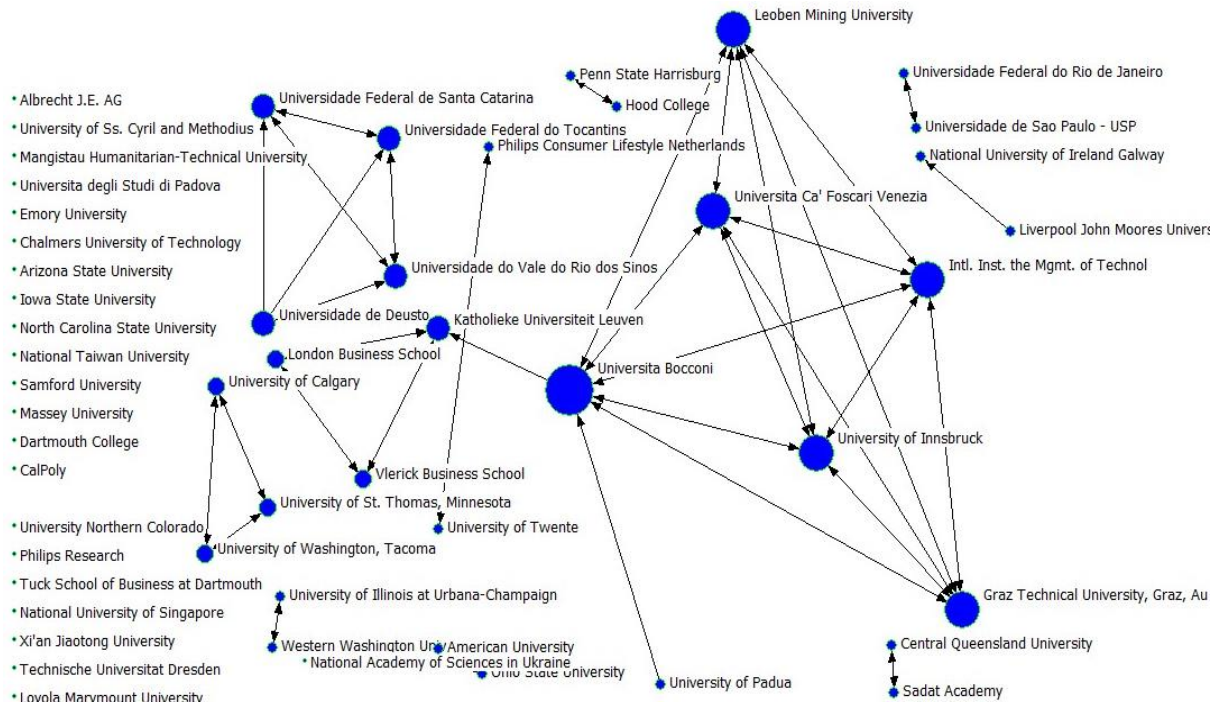 Leoben Mining University
Penn State Harrisburg
Hood College
Universidade Federal do Rio de Janeiro
Universidade de Sao Paulo - USP
National University of Ireland Galway
Liverpool John Moores Univers
Albrecht J.E. AG
University of Ss. Cyril and Methodius
Mangistau Humanitarian-Technical University
Universita degli Studi di Padova
Emory University
Chalmers University of Technology
Arizona State University
Iowa State University
North Carolina State University
National Taiwan University
Samford University
Massey University
Dartmouth College
CalPoly
University Northern Colorado
Philips Research
Tuck School of Business at Dartmouth
National University of Singapore
Xi'an Jiaotong University
Technische Universitat Dresden
Loyola Marymount University
Universidade Federal de Santa Catarina
Universidade Federal do Tocantins
Philips Consumer Lifestyle Netherlands
Universidade do Vale do Rio dos Sinos
Universidade de Deusto
Katholieke Universiteit Leuven
London Business School
University of Calgary
Vlerick Business School
University of St. Thomas, Minnesota
University of Twente
University of Washington, Tacoma
University of Illinois at Urbana-Champaign
Western Washington Univ
American University
National Academy of Sciences in Ukraine
Ohio State University
Universita Ca' Foscari Venezia
Intl. Inst. the Mgmt. of Technol
Universita Bocconi
University of Innsbruck
Graz Technical University, Graz, Au
Central Queensland University
Sadat Academy
University of Padua